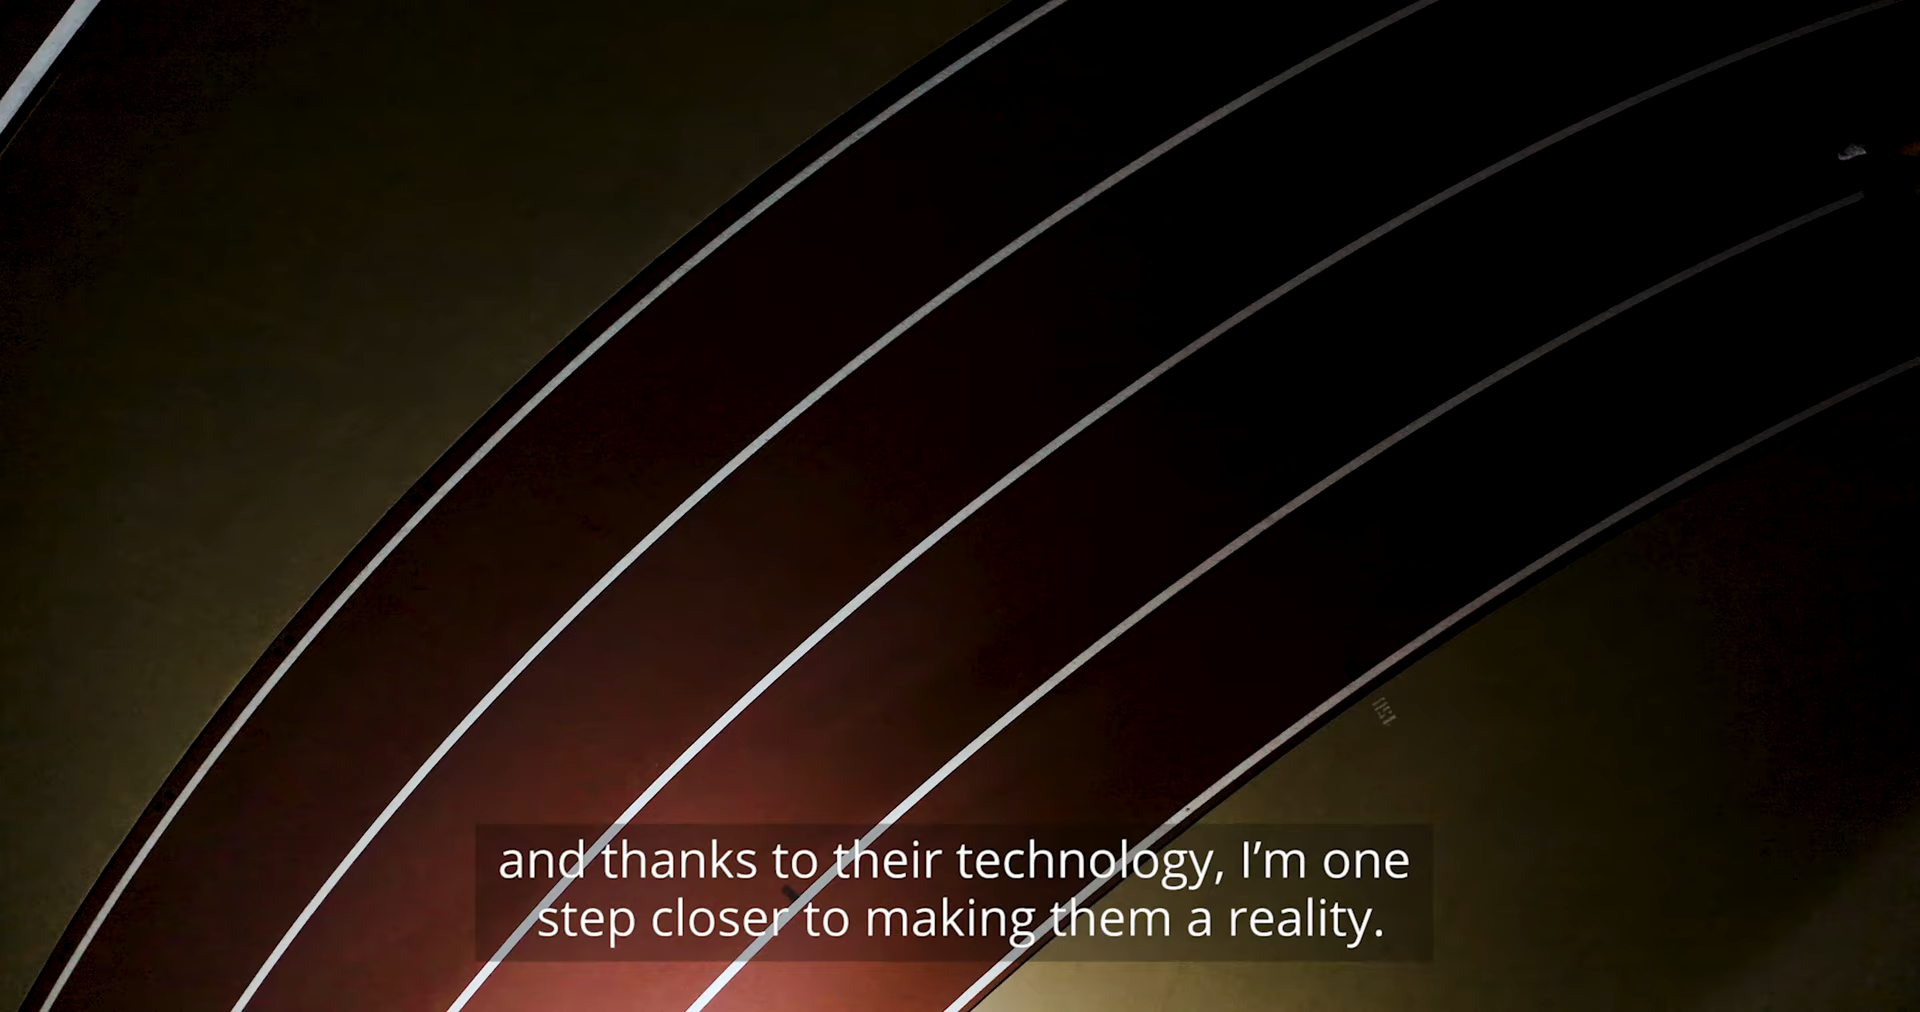 and thanks to their technology, I’m one
step closer to making them a reality.